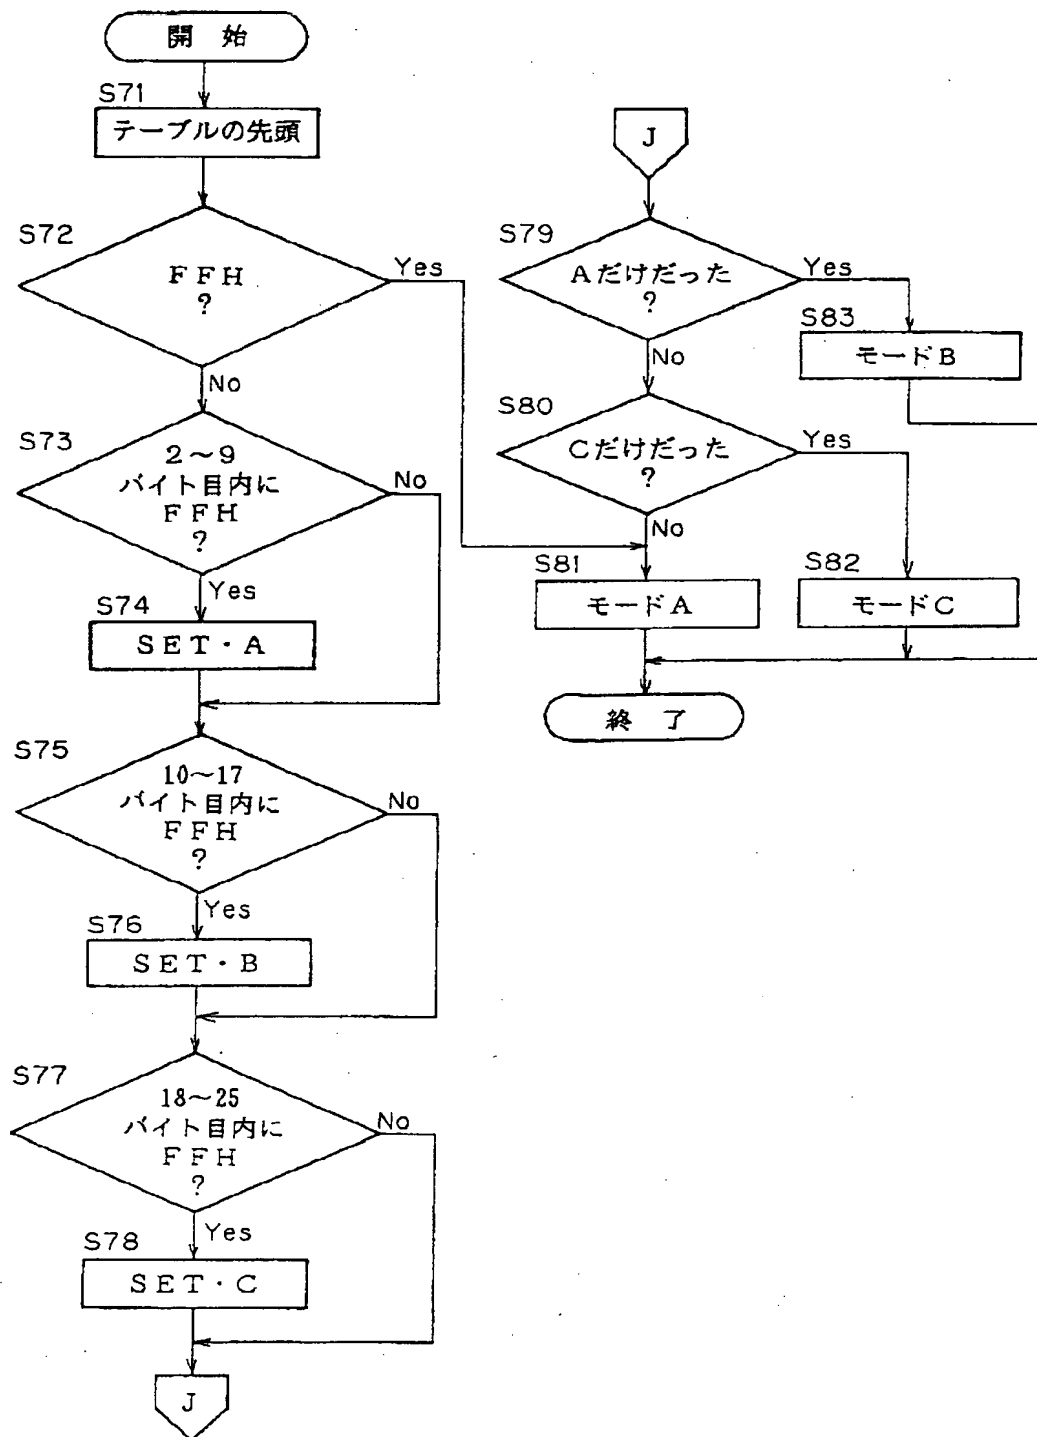 開 始
S71
テーブルの先頭
S72
FFH
?
Yes
No
S73
2〜9
バイト目内に
FFH
?
No
Yes
S74
SET・A
S75
10〜17
バイト目内に
FFH
?
No
Yes
S76
SET・B
S77
18〜25
バイト目内に
FFH
?
No
Yes
S78
SET・C
J
J
S79
Aだけだった
?
Yes
No
S83
モードB
S80
Cだけだった
?
Yes
No
S81
モードA
S82
モードC
終 了